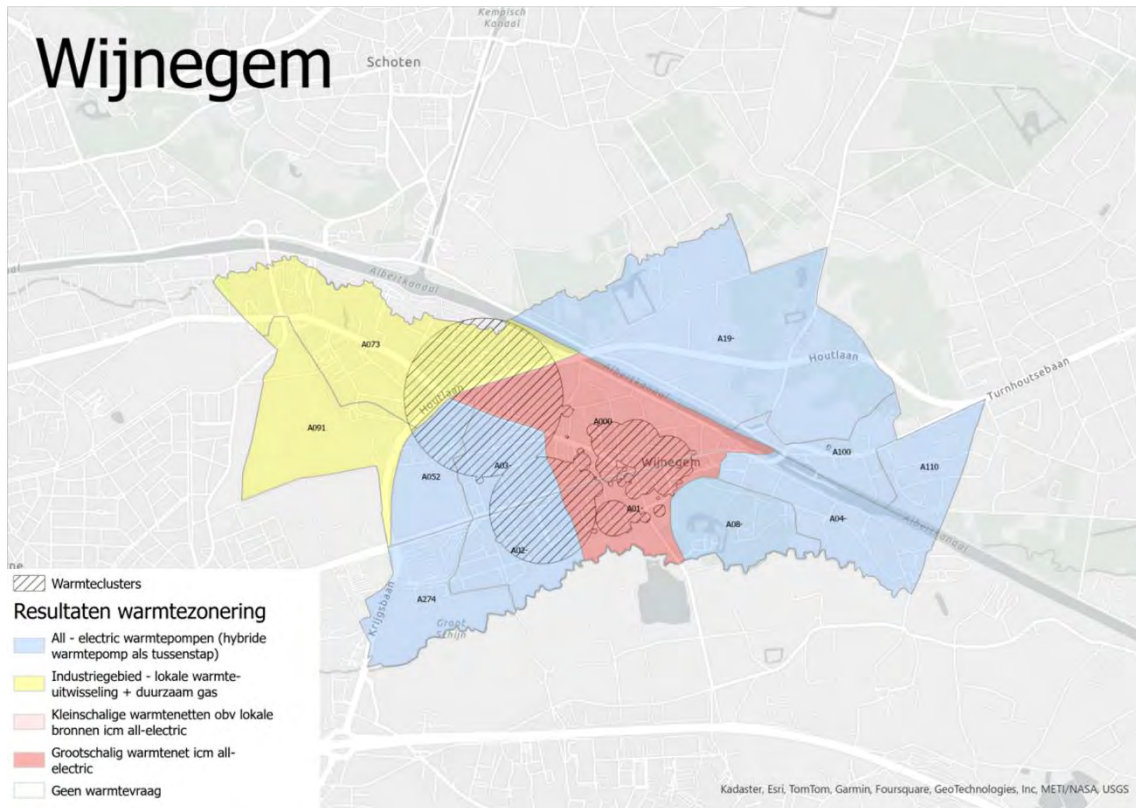 Wijnegem
Kempisch
Kanaal
Schoten
Albertkanaal
A073
A19-
Houtlaan
Turnhoutsebaan
Houtlaan
Albertkanaal
A091
A000
A03-
A052
Wijnegem
A100
A110
A01-
A08-
A04-
Albertkanaal
A02-
A274
Krijgsbaan
Groot
Schijn
Warmteclusters
Resultaten warmtezonering
All - electric warmtepompen (hybride
warmtepomp als tussenstap)
Industriegebied - lokale warmte-
uitwisseling + duurzaam gas
Kleinschalige warmtenetten obv lokale
bronnen icm all-electric
Grootschalig warmtenet icm all-
electric
Geen warmtevraag
Kadaster, Esri, TomTom, Garmin, Foursquare, GeoTechnologies, Inc, METI/NASA, USGS